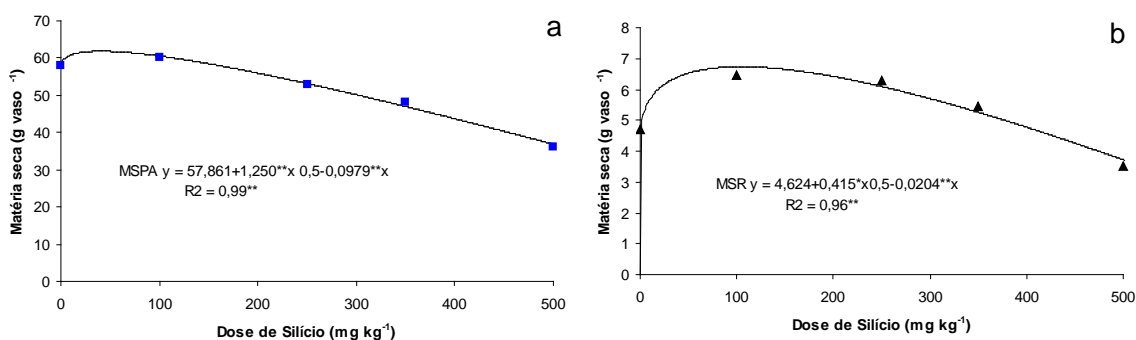 a
70
60
50
40
30
20
10
0
Matéria seca (g vaso ⁻¹)
MSPA y = 57,861+1,250**x 0,5-0,0979**x
R2 = 0,99**
0 100 200 300 400 500
Dose de Silício (mg kg⁻¹)
b
8
7
6
5
4
3
2
1
0
Matéria seca (g vaso ⁻¹)
MSR y = 4,624+0,415*x0,5-0,0204**x
R2 = 0,96**
0 100 200 300 400 500
Dose de Silício (mg kg⁻¹)